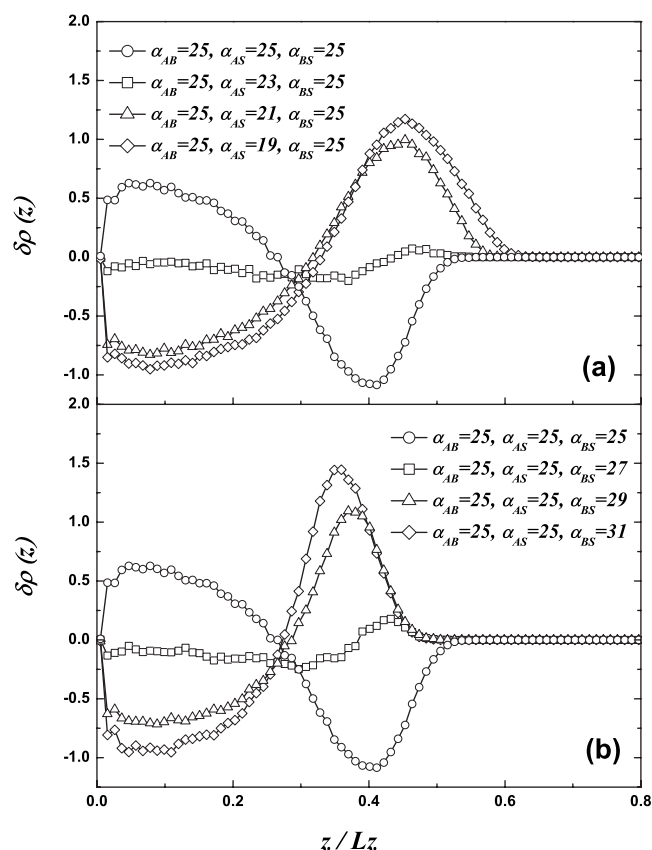 2.0
1.5
1.0
0.5
0.0
-0.5
-1.0
δρ (z)
α_AB=25, α_AS=25, α_BS=25
α_AB=25, α_AS=23, α_BS=25
α_AB=25, α_AS=21, α_BS=25
α_AB=25, α_AS=19, α_BS=25
(a)
2.0
1.5
1.0
0.5
0.0
-0.5
-1.0
δρ (z)
α_AB=25, α_AS=25, α_BS=25
α_AB=25, α_AS=25, α_BS=27
α_AB=25, α_AS=25, α_BS=29
α_AB=25, α_AS=25, α_BS=31
(b)
0.0 0.2 0.4 0.6 0.8
z / Lz